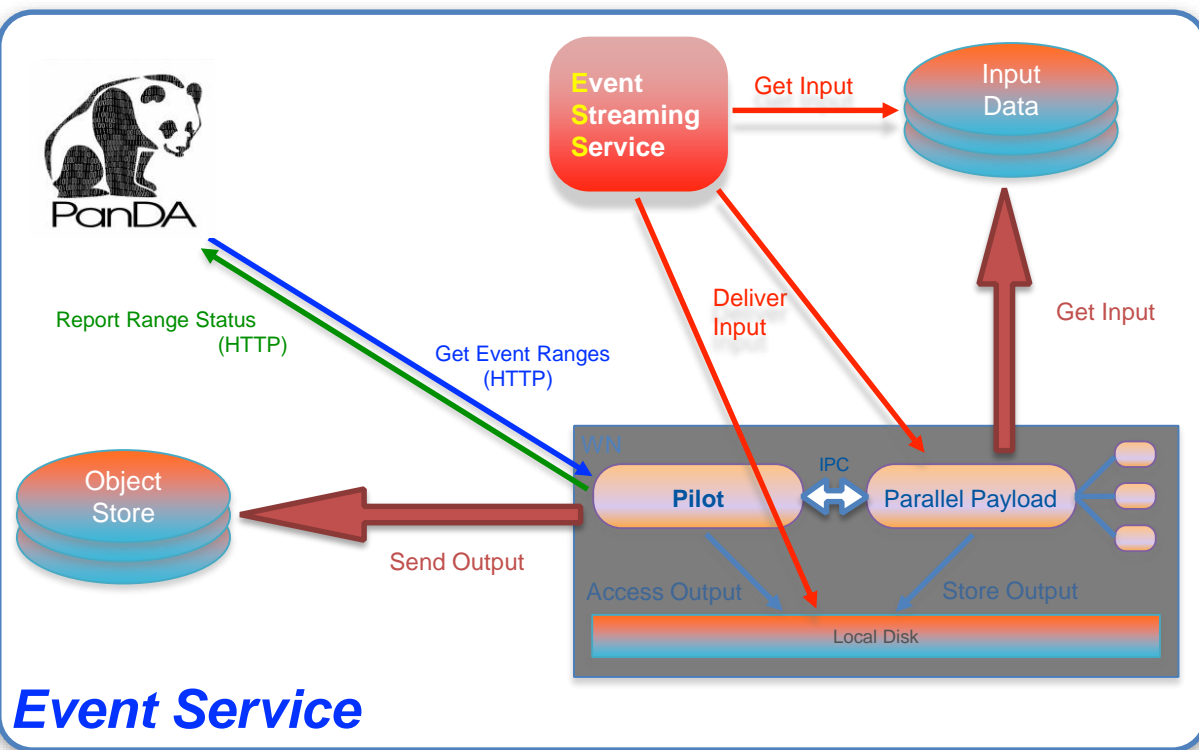 PanDA
Event
Streaming
Service
Get Input
Input
Data
Report Range Status
(HTTP)
Get Event Ranges
(HTTP)
Deliver
Input
Get Input
Object
Store
Send Output
WN
Pilot
IPC
Parallel Payload
Access Output
Store Output
Local Disk
Event Service